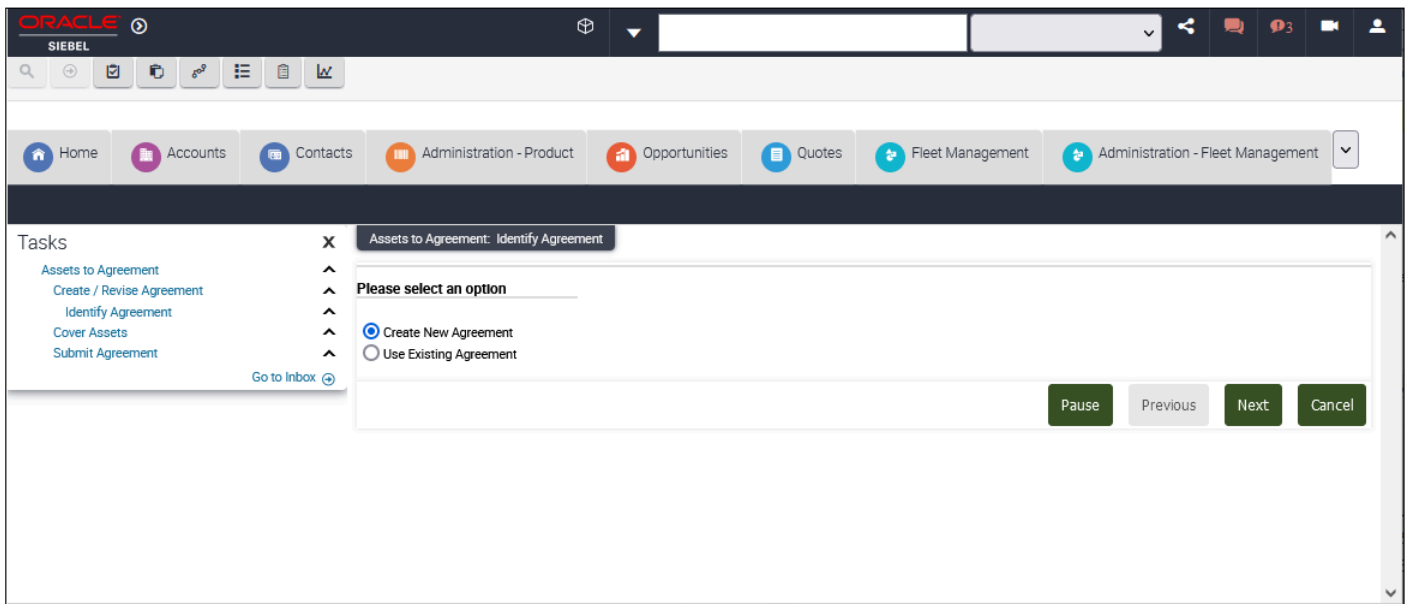 ORACLE
SIEBEL
3
Home
Accounts
Contacts
Administration - Product
Opportunities
Quotes
Fleet Management
Administration - Fleet Management
Tasks
X
Assets to Agreement
Create / Revise Agreement
Identify Agreement
Cover Assets
Submit Agreement
Go to Inbox
Assets to Agreement: Identify Agreement
Please select an option
Create New Agreement
Use Existing Agreement
Pause
Previous
Next
Cancel